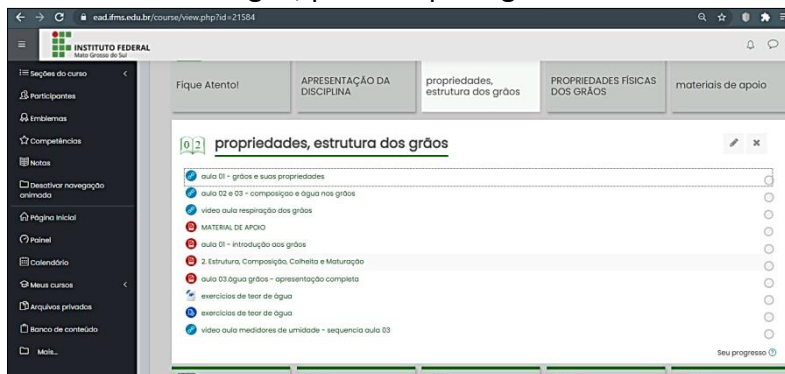 ead.ifms.edu.br/course/view.php?id=21584
INSTITUTO FEDERAL
Mato Grosso do Sul
Seções do curso
Participantes
Emblemas
Competências
Notas
Desativar navegação
animada
Página inicial
Painel
Calendário
Meus cursos
Arquivos privados
Banco de conteúdo
Mais...
Fique Atento!
APRESENTAÇÃO DA
DISCIPLINA
propriedades,
estrutura dos grãos
PROPRIEDADES FÍSICAS
DOS GRÃOS
materiais de apoio
02 propriedades, estrutura dos grãos
aula 01 - grãos e suas propriedades
aula 02 e 03 - composiçao e água nos grãos
video aula respiração dos grãos
MATERIAL DE APOIO
aula 01 - introdução aos grãos
2. Estrutura, Composição, Colheita e Maturação
aula 03.água grãos - apresentação completa
exercicios de teor de água
exercicios de teor de água
video aula medidores de umidade - sequencia aula 03
Seu progresso